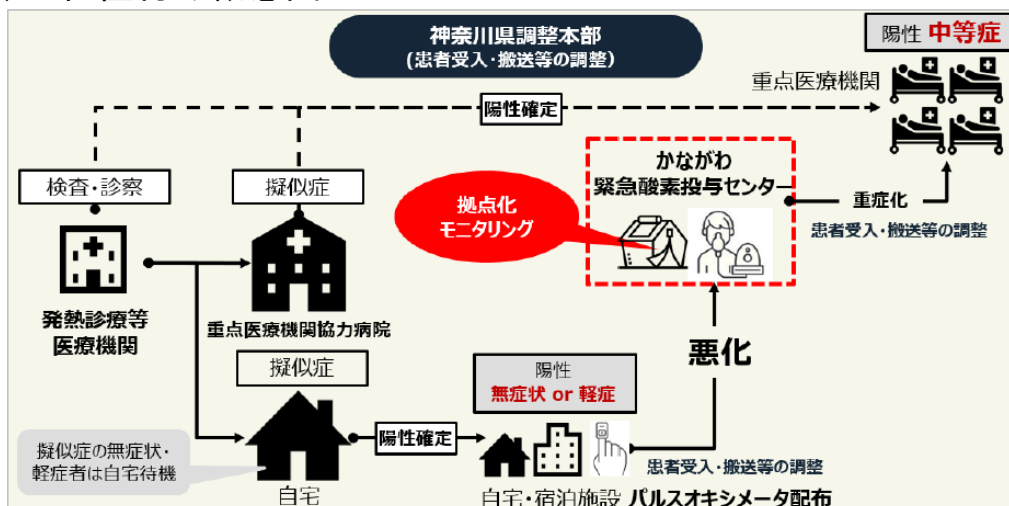 神奈川県調整本部
(患者受入・搬送等の調整)
陽性 中等症
重点医療機関
陽性確定
検査・診察
擬似症
かながわ
緊急酸素投与センター
拠点化
モニタリング
重症化
患者受入・搬送等の調整
発熱診療等
医療機関
重点医療機関協力病院
悪化
擬似症
陽性
無症状 or 軽症
陽性確定
擬似症の無症状・
軽症者は自宅待機
患者受入・搬送等の調整
自宅
自宅・宿泊施設 パルスオキシメータ配布